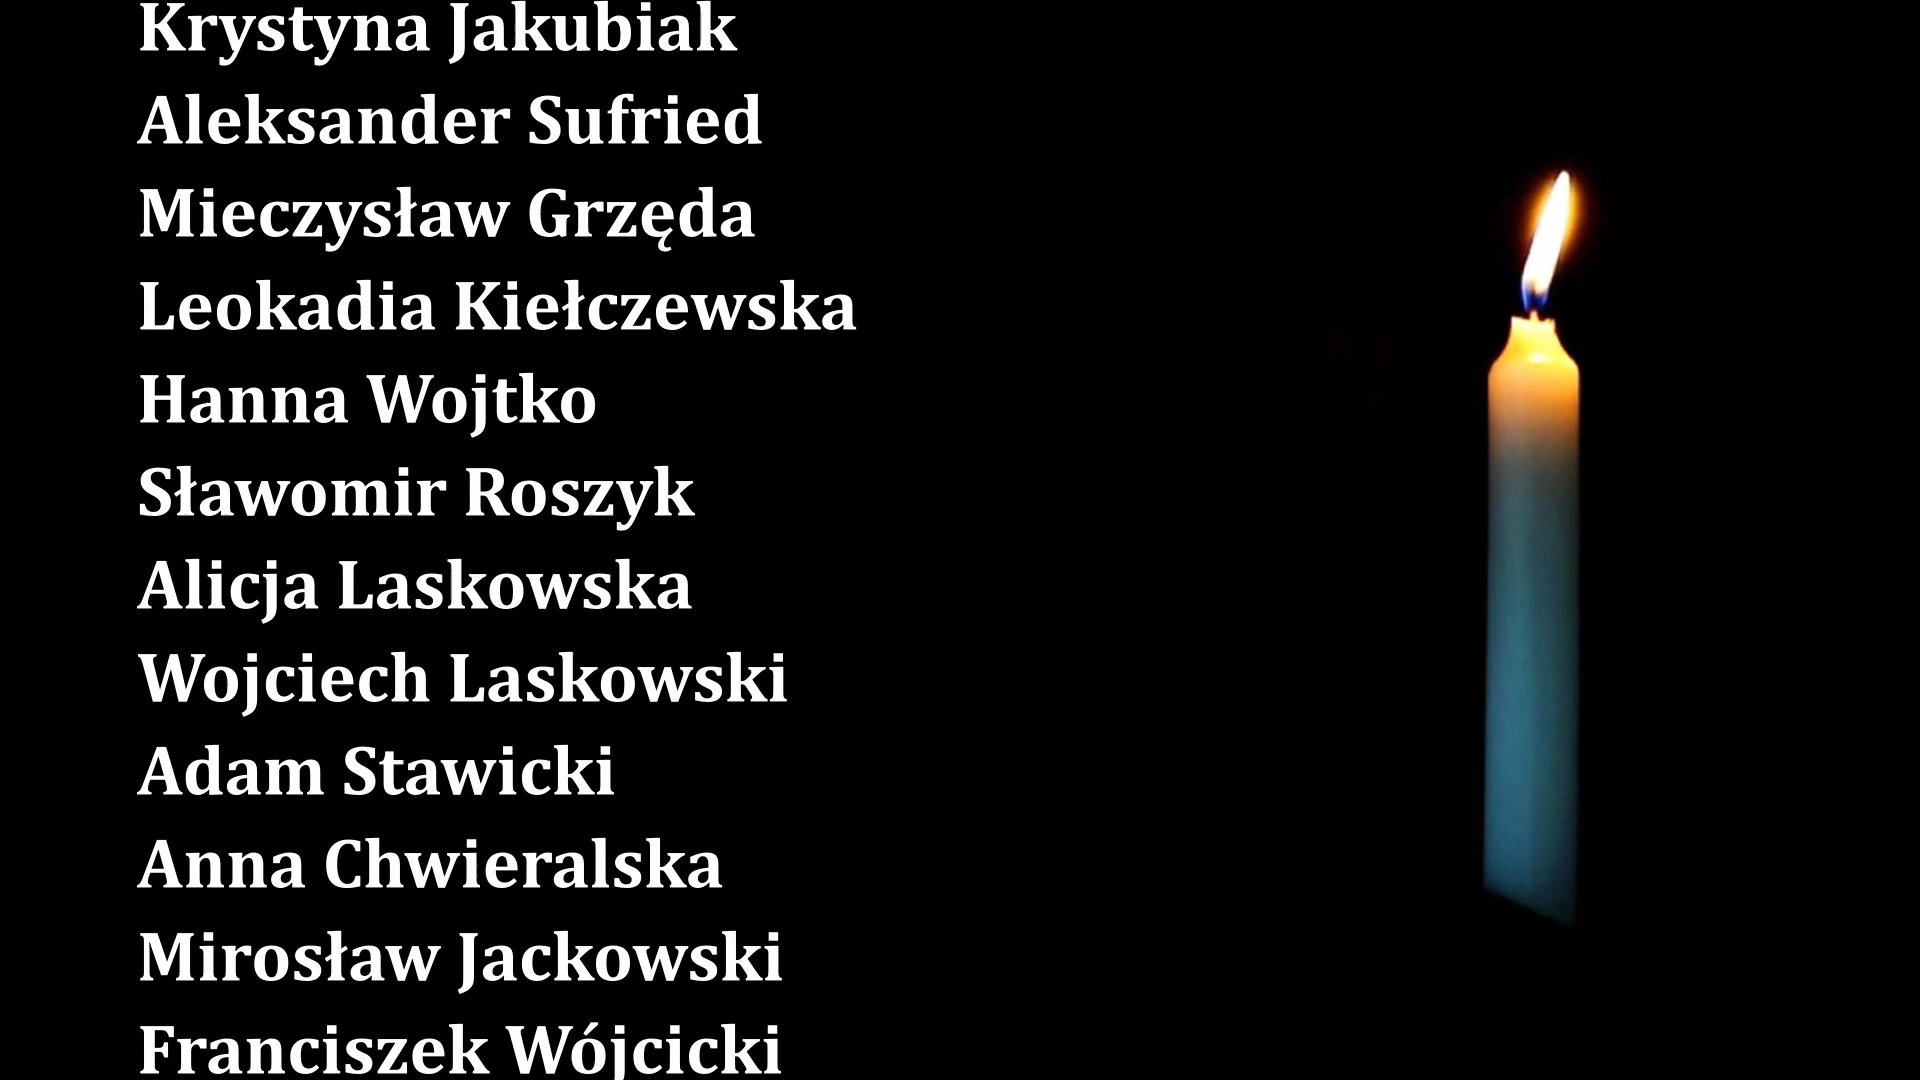 Krystyna Jakubiak
Aleksander Sufried
Mieczysław Grzęda
Leokadia Kiełczewska
Hanna Wojtko
Sławomir Roszyk
Alicja Laskowska
Wojciech Laskowski
Adam Stawicki
Anna Chwieralska
Mirosław Jackowski
Franciszek Wójcicki